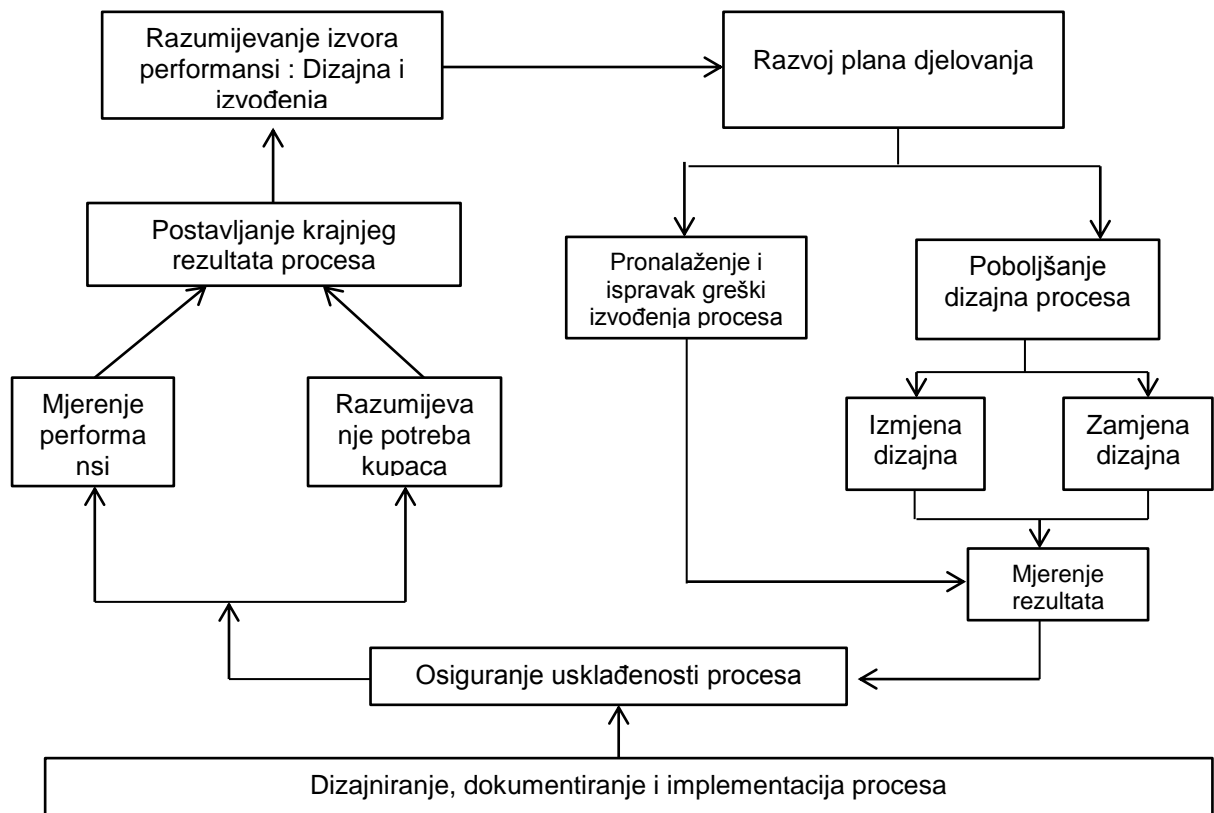 Razumijevanje izvora
performansi : Dizajna i
izvođenia
Razvoj plana djelovanja
Postavljanje krajnjeg
rezultata procesa
Pronalaženje i
ispravak greški
izvođenja procesa
Poboljšanje
dizajna procesa
Mjerenje
performa
nsi
Razumijeva
nje potreba
kupaca
Izmjena
dizajna
Zamjena
dizajna
Mjerenje
rezultata
Osiguranje usklađenosti procesa
Dizajniranje, dokumentiranje i implementacija procesa